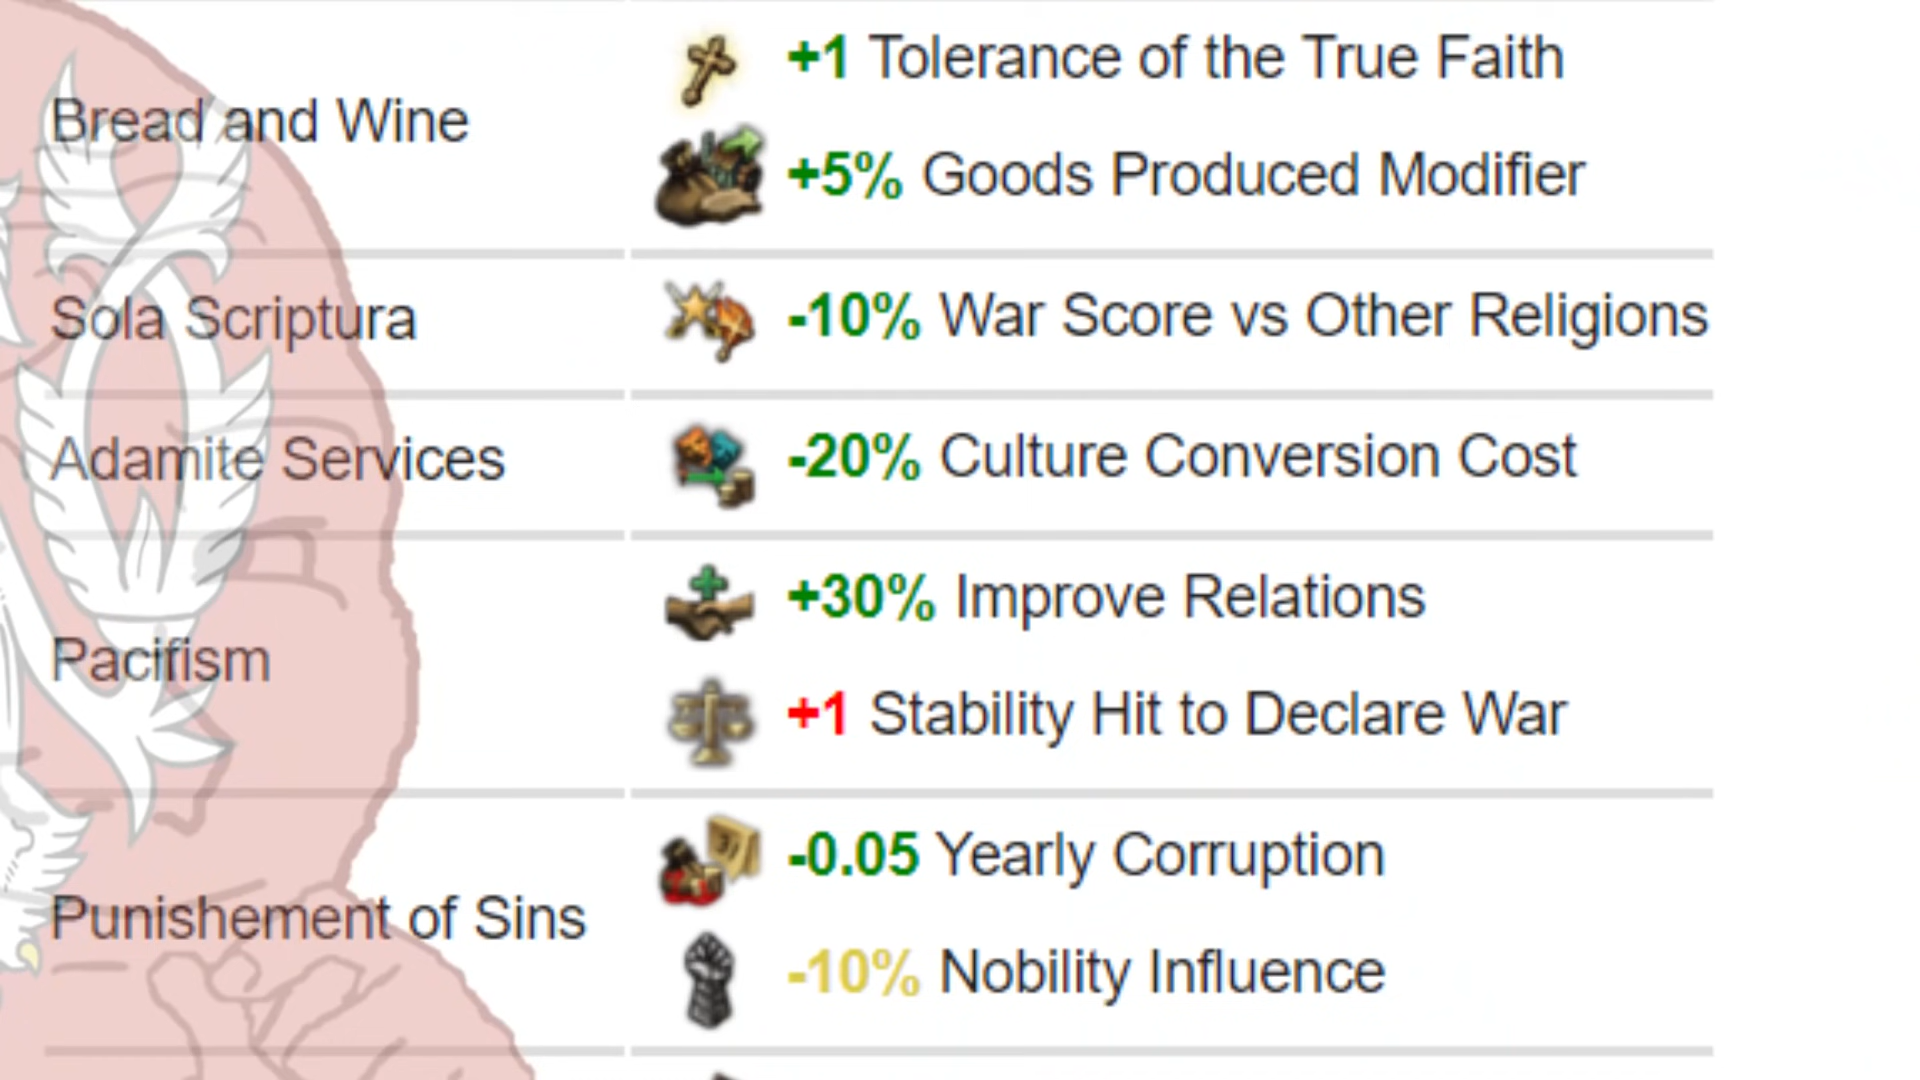 Bread and Wine
+1 Tolerance of the True Faith
+5% Goods Produced Modifier
Sola Scriptura
-10% War Score vs Other Religions
Adamite Services
-20% Culture Conversion Cost
Pacifism
+30% Improve Relations
+1 Stability Hit to Declare War
Punishement of Sins
-0.05 Yearly Corruption
-10% Nobility Influence